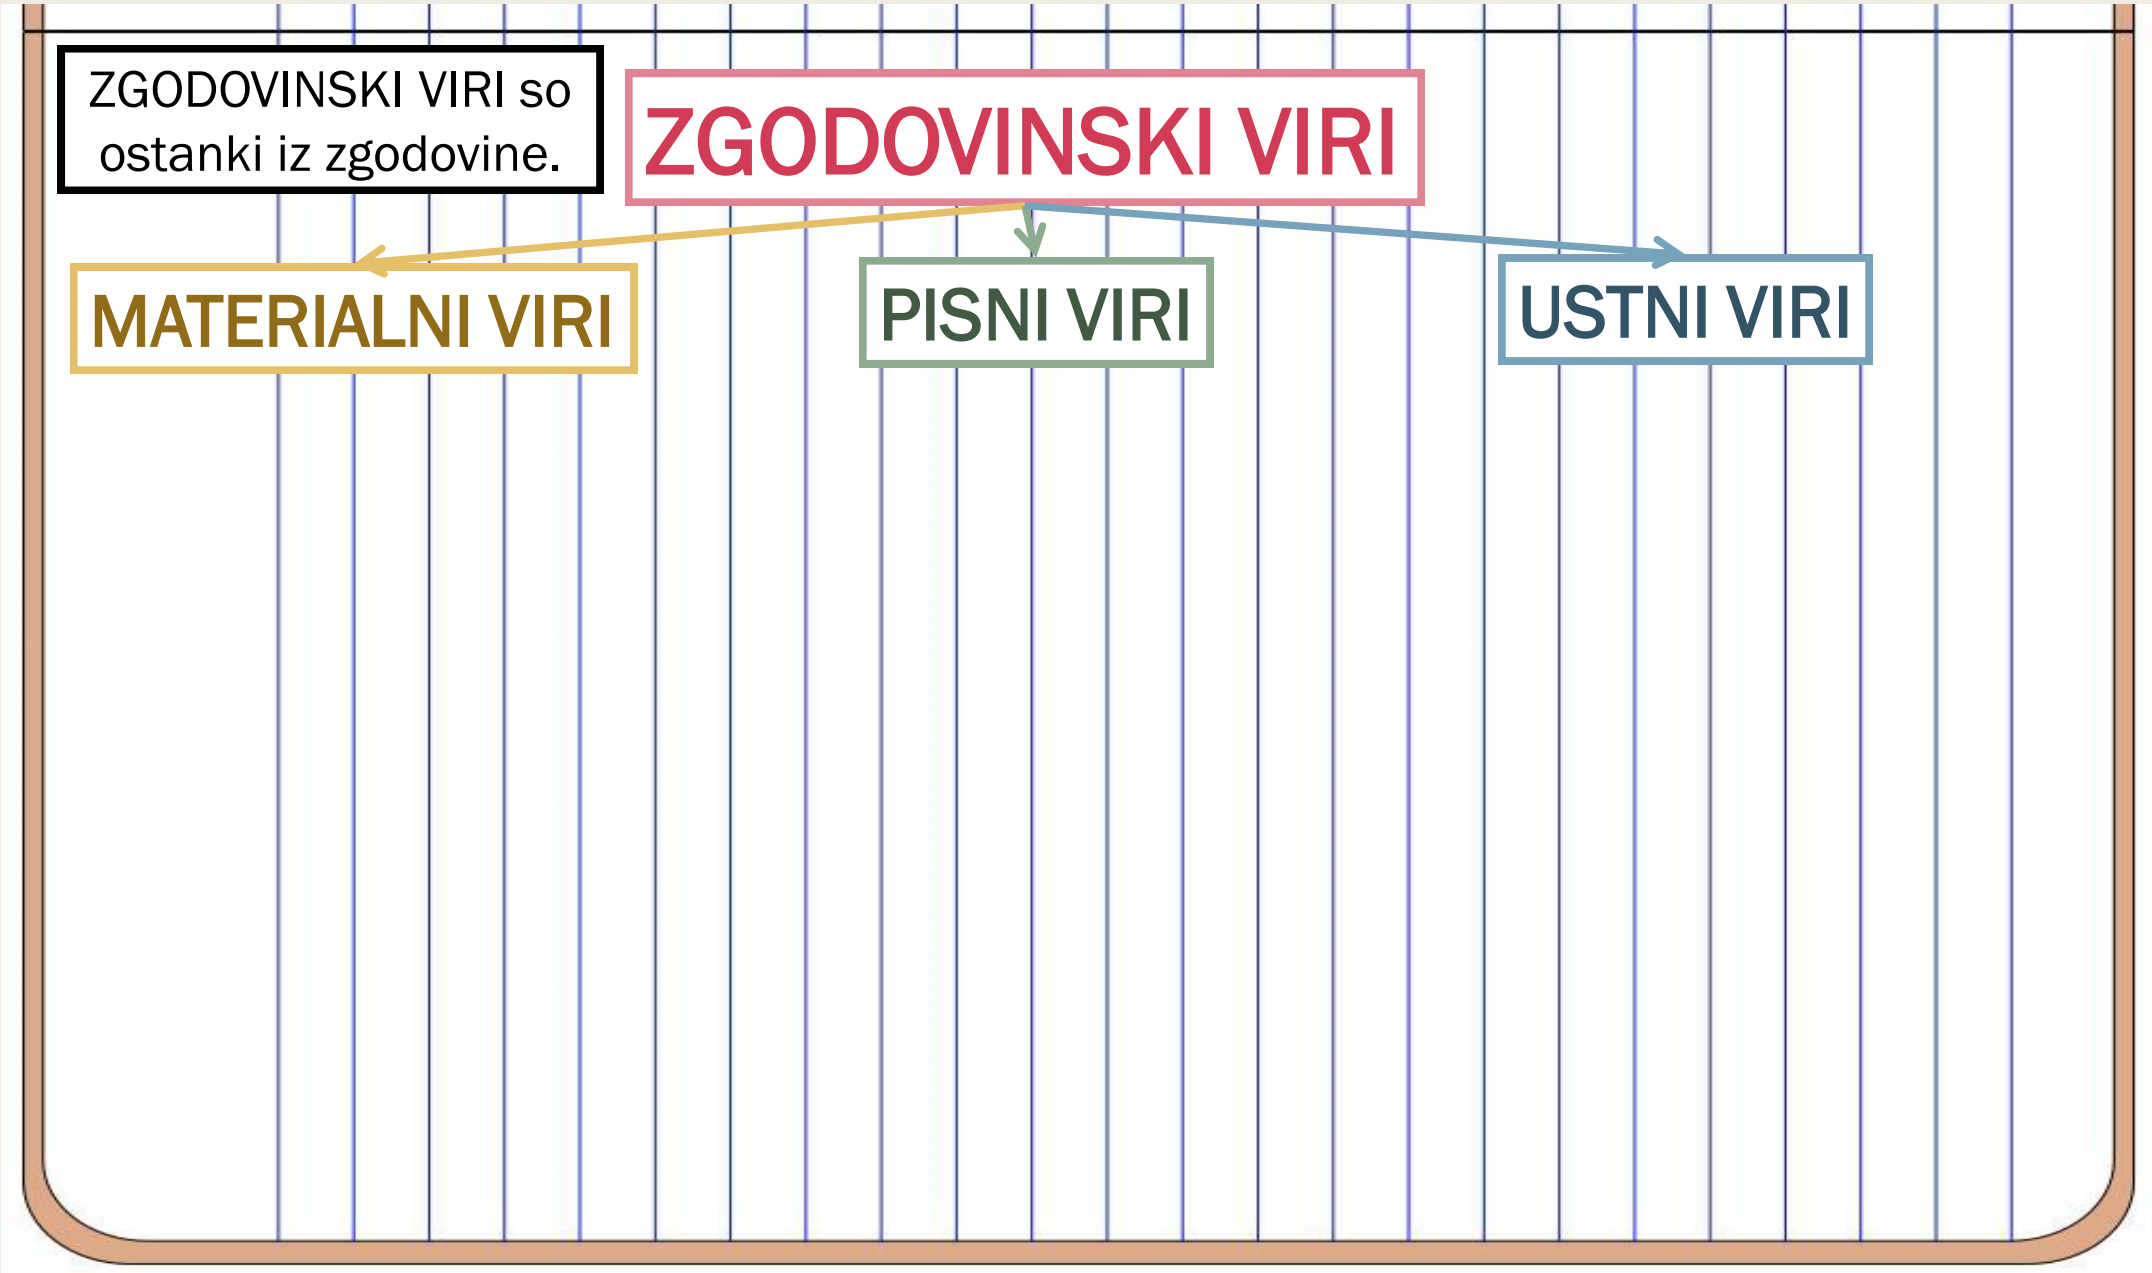 ZGODOVINSKI VIRI so
ostanki iz zgodovine.
ZGODOVINSKI VIRI
MATERIALNI VIRI
PISNI VIRI
USTNI VIRI